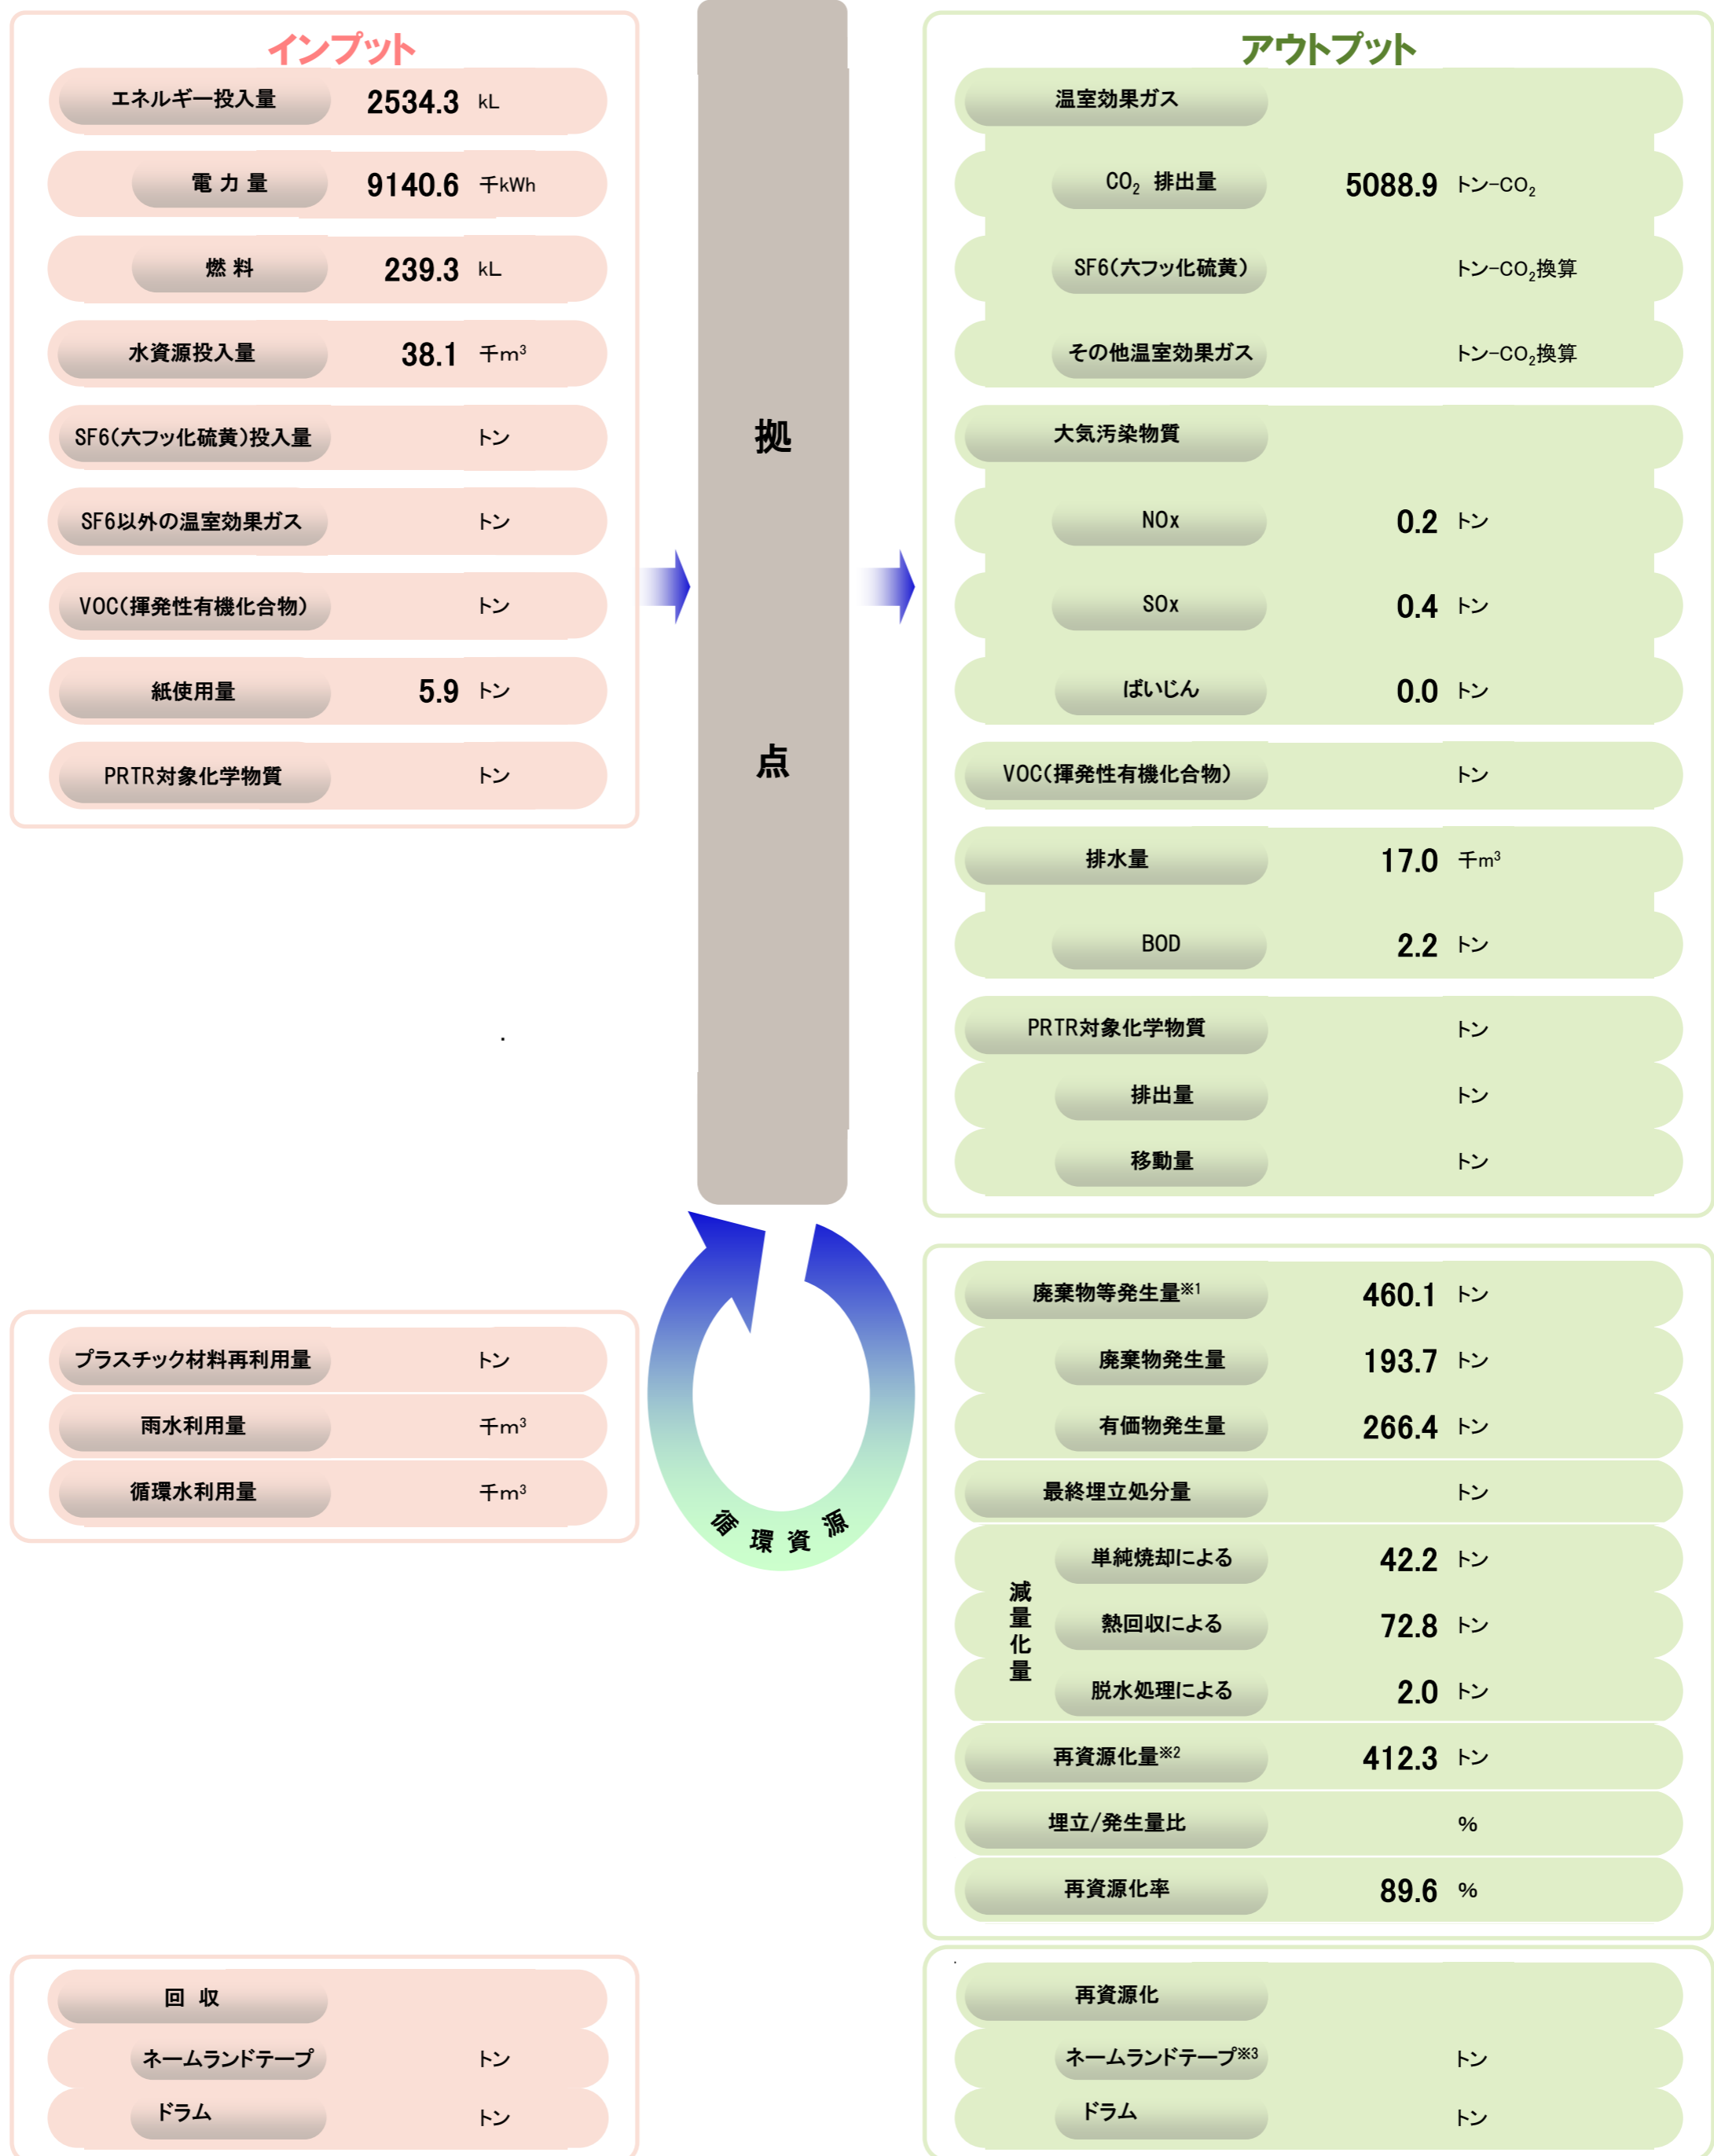 インプット
エネルギー投入量 2534.3 kL
電 力 量 9140.6 千kWh
燃 料 239.3 kL
水資源投入量 38.1 千m³
SF6(六フッ化硫黄)投入量 トン
SF6以外の温室効果ガス トン
VOC(揮発性有機化合物) トン
紙使用量 5.9 トン
PRTR対象化学物質 トン
拠
点
アウトプット
温室効果ガス
CO₂ 排出量 5088.9 トン-CO₂
SF6(六フッ化硫黄) トン-CO₂換算
その他温室効果ガス トン-CO₂換算
大気汚染物質
NOx 0.2 トン
SOx 0.4 トン
ばいじん 0.0 トン
VOC(揮発性有機化合物) トン
排水量 17.0 千m³
BOD 2.2 トン
PRTR対象化学物質 トン
排出量 トン
移動量 トン
プラスチック材料再利用量 トン
雨水利用量 千m³
循環水利用量 千m³
循環資源
廃棄物等発生量※1 460.1 トン
廃棄物発生量 193.7 トン
有価物発生量 266.4 トン
最終埋立処分量 トン
減量化量
単純焼却による 42.2 トン
熱回収による 72.8 トン
脱水処理による 2.0 トン
再資源化量※2 412.3 トン
埋立/発生量比 %
再資源化率 89.6 %
回 収
ネームランドテープ トン
ドラム トン
再資源化
ネームランドテープ※3 トン
ドラム トン